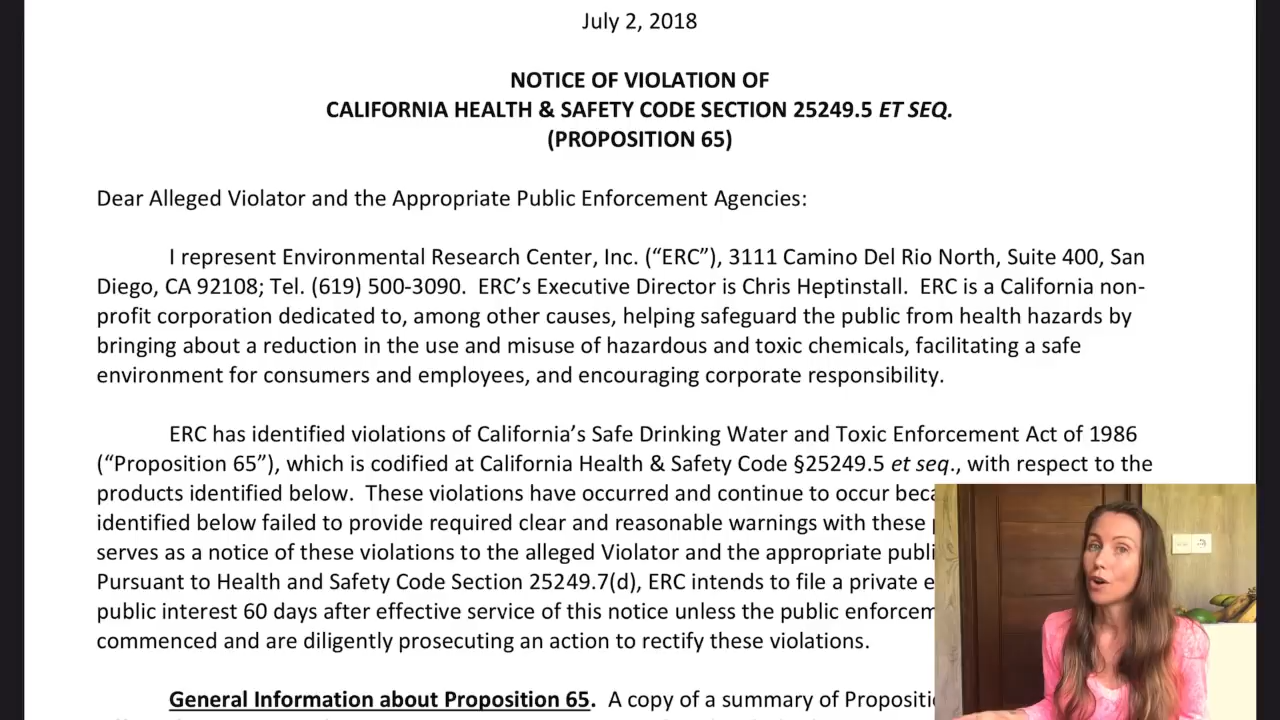 July 2, 2018
NOTICE OF VIOLATION OF
CALIFORNIA HEALTH & SAFETY CODE SECTION 25249.5 ET SEQ.
(PROPOSITION 65)
Dear Alleged Violator and the Appropriate Public Enforcement Agencies:
I represent Environmental Research Center, Inc. (“ERC”), 3111 Camino Del Rio North, Suite 400, San
Diego, CA 92108; Tel. (619) 500-3090. ERC’s Executive Director is Chris Heptinstall. ERC is a California non-
profit corporation dedicated to, among other causes, helping safeguard the public from health hazards by
bringing about a reduction in the use and misuse of hazardous and toxic chemicals, facilitating a safe
environment for consumers and employees, and encouraging corporate responsibility.
ERC has identified violations of California’s Safe Drinking Water and Toxic Enforcement Act of 1986
(“Proposition 65”), which is codified at California Health & Safety Code §25249.5 et seq., with respect to the
products identified below. These violations have occurred and continue to occur
identified below failed to provide required clear and reasonable warnings with these
serves as a notice of these violations to the alleged Violator and the appropriate
Pursuant to Health and Safety Code Section 25249.7(d), ERC intends to file a private
public interest 60 days after effective service of this notice unless the public
commenced and are diligently prosecuting an action to rectify these violations.
General Information about Proposition 65. A copy of a summary of